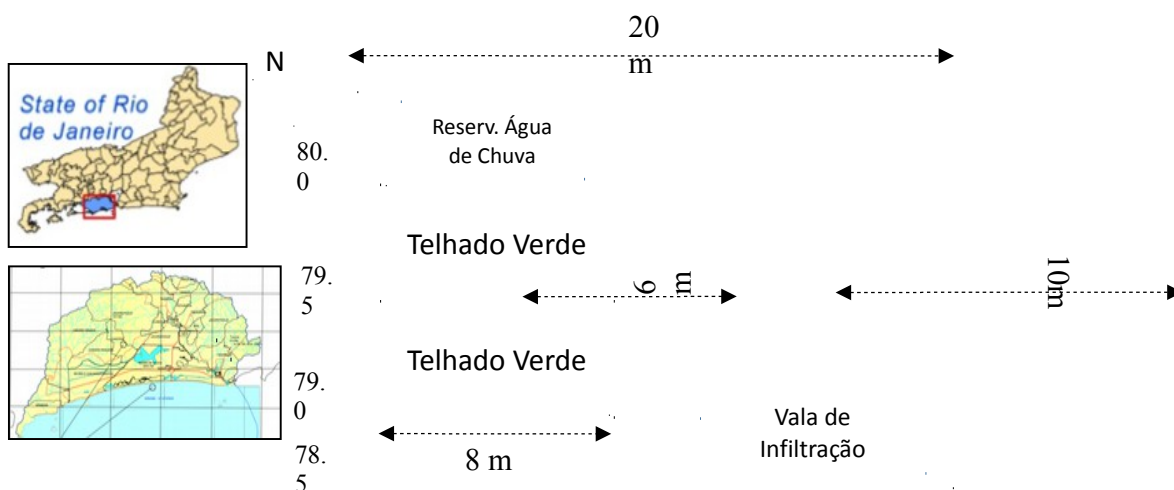 20
m
N
State of Rio
de Janeiro
Reserv. Água
de Chuva
80.
0
Telhado Verde
79.
5
m
10m
Telhado Verde
79.
0
Vala de
Infiltração
8 m
78.
5